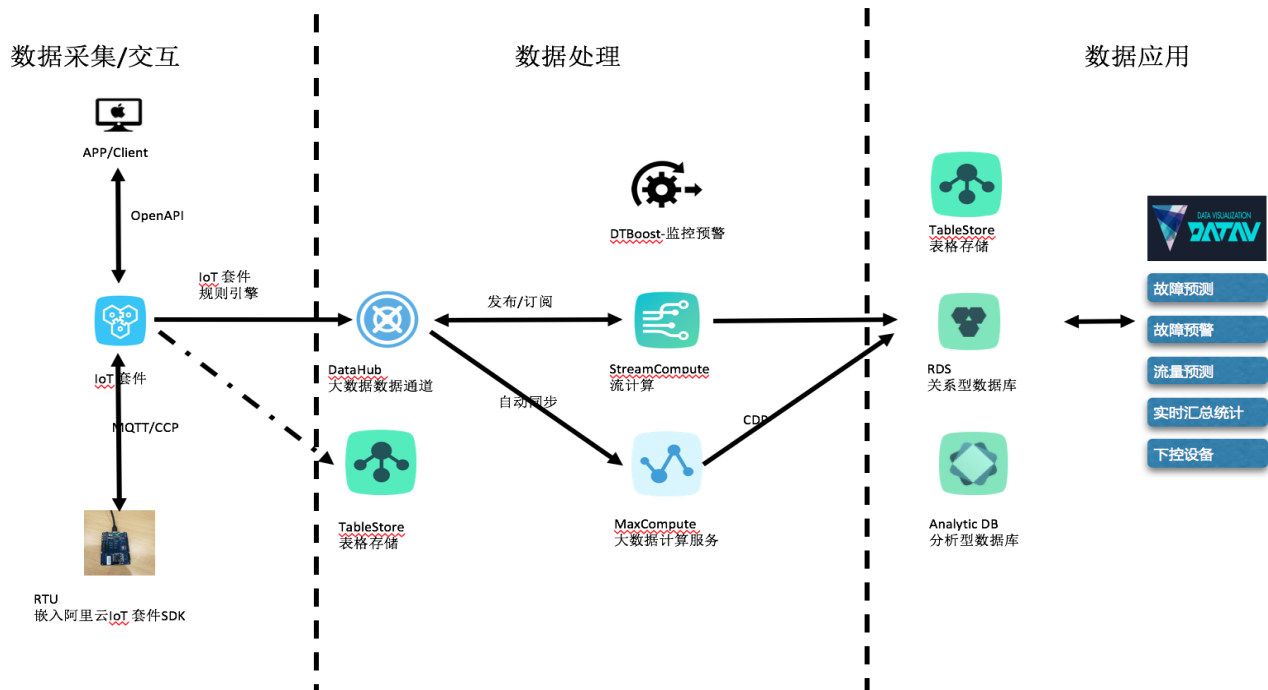 数据采集/交互
数据处理
数据应用
APP/Client
OpenAPI
IoT 套件
规则引擎
IoT 套件
MQTT/CCP
RTU
嵌入阿里云IoT 套件SDK
DTBoost-监控预警
发布/订阅
DataHub
大数据数据通道
StreamCompute
流计算
自动同步
CDP
TableStore
表格存储
MaxCompute
大数据计算服务
TableStore
表格存储
RDS
关系型数据库
Analytic DB
分析型数据库
DATA VISUALIZATION
DATAV
故障预测
故障预警
流量预测
实时汇总统计
下控设备